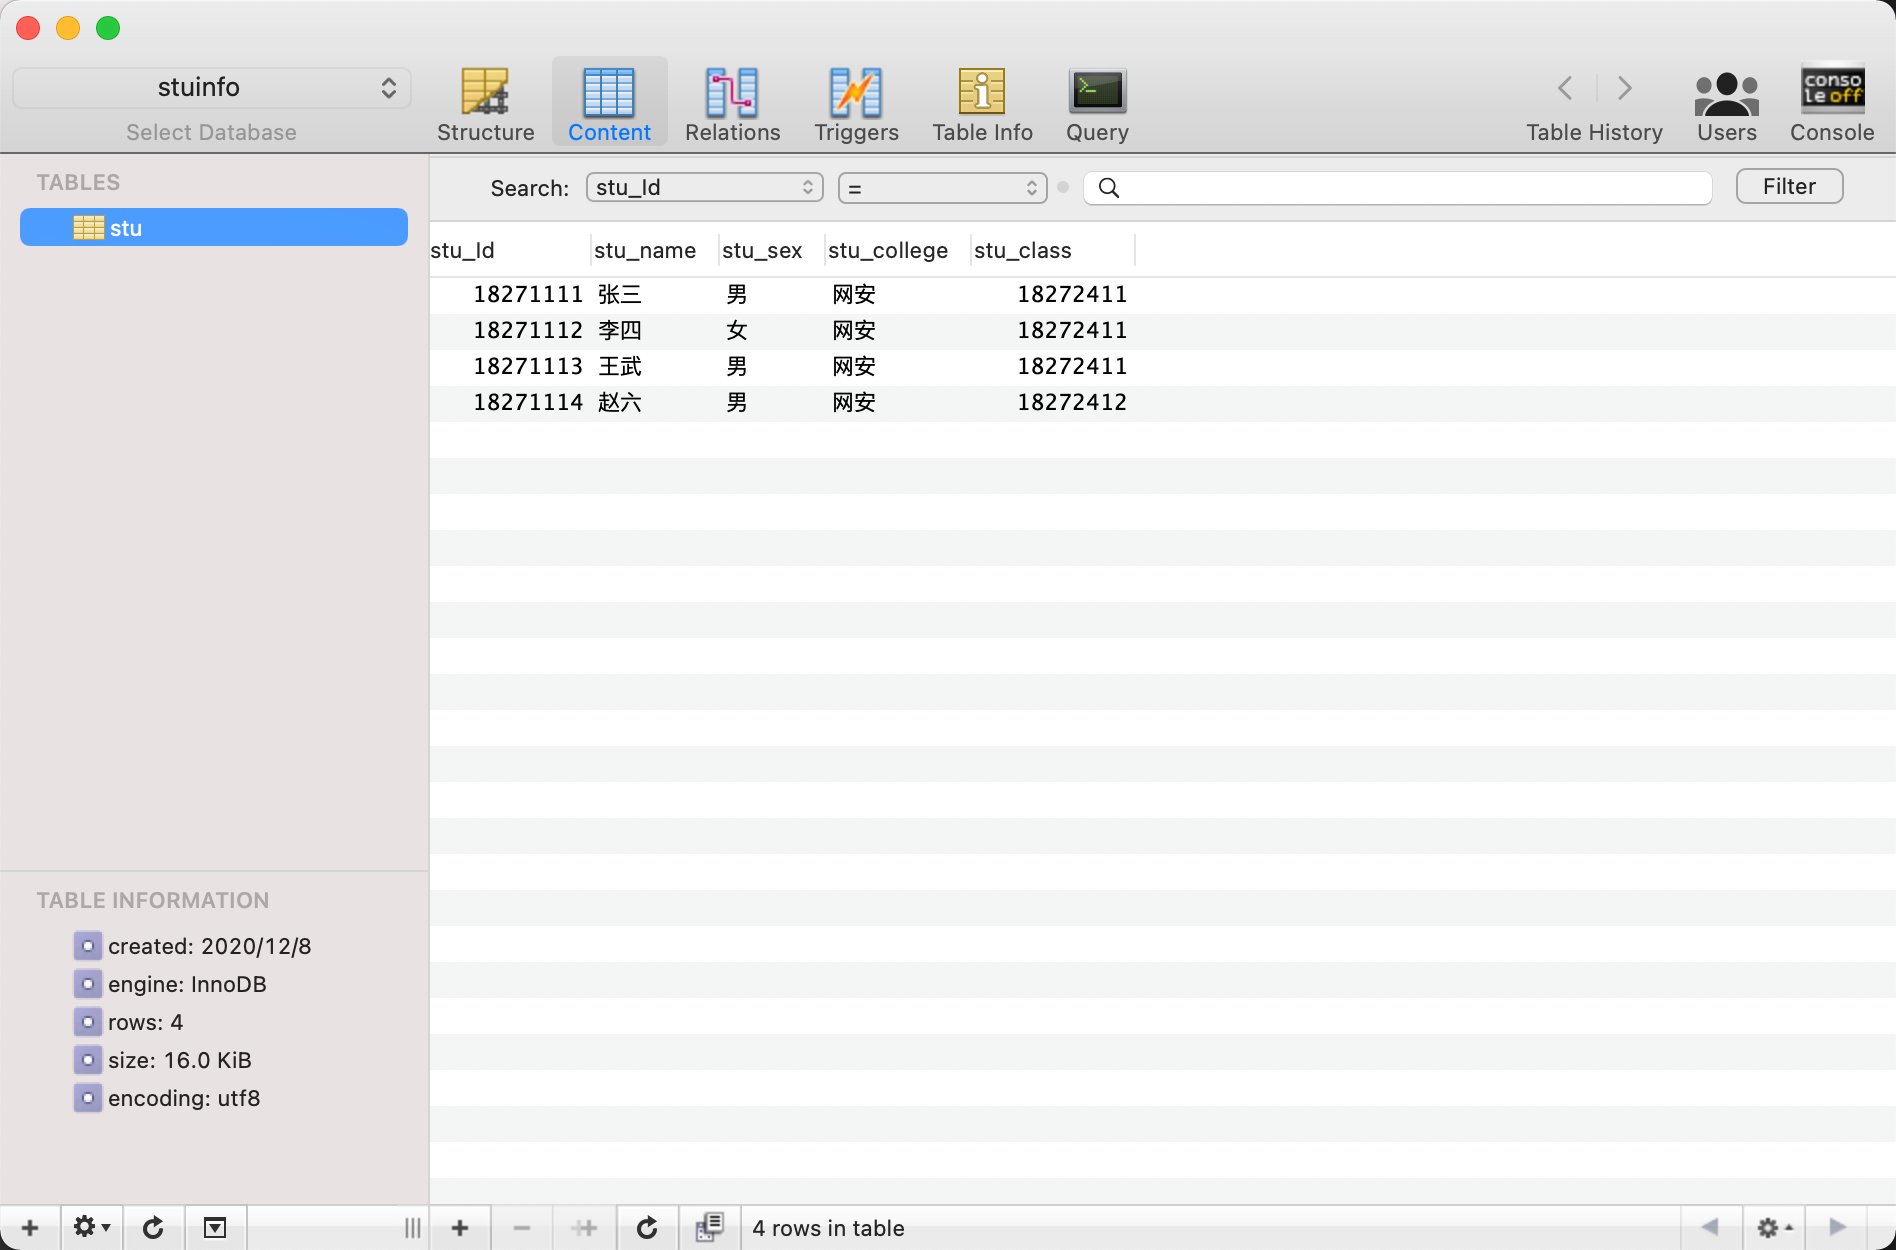 stuinfo
Select Database
Structure Content Relations Triggers Table Info Query Table History Users Console
conso
le off
TABLES
stu
Search: stu_Id = Filter
stu_Id stu_name stu_sex stu_college stu_class
18271111 张三 男 网安 18272411
18271112 李四 女 网安 18272411
18271113 王武 男 网安 18272411
18271114 赵六 男 网安 18272412
TABLE INFORMATION
created: 2020/12/8
engine: InnoDB
rows: 4
size: 16.0 KiB
encoding: utf8
4 rows in table